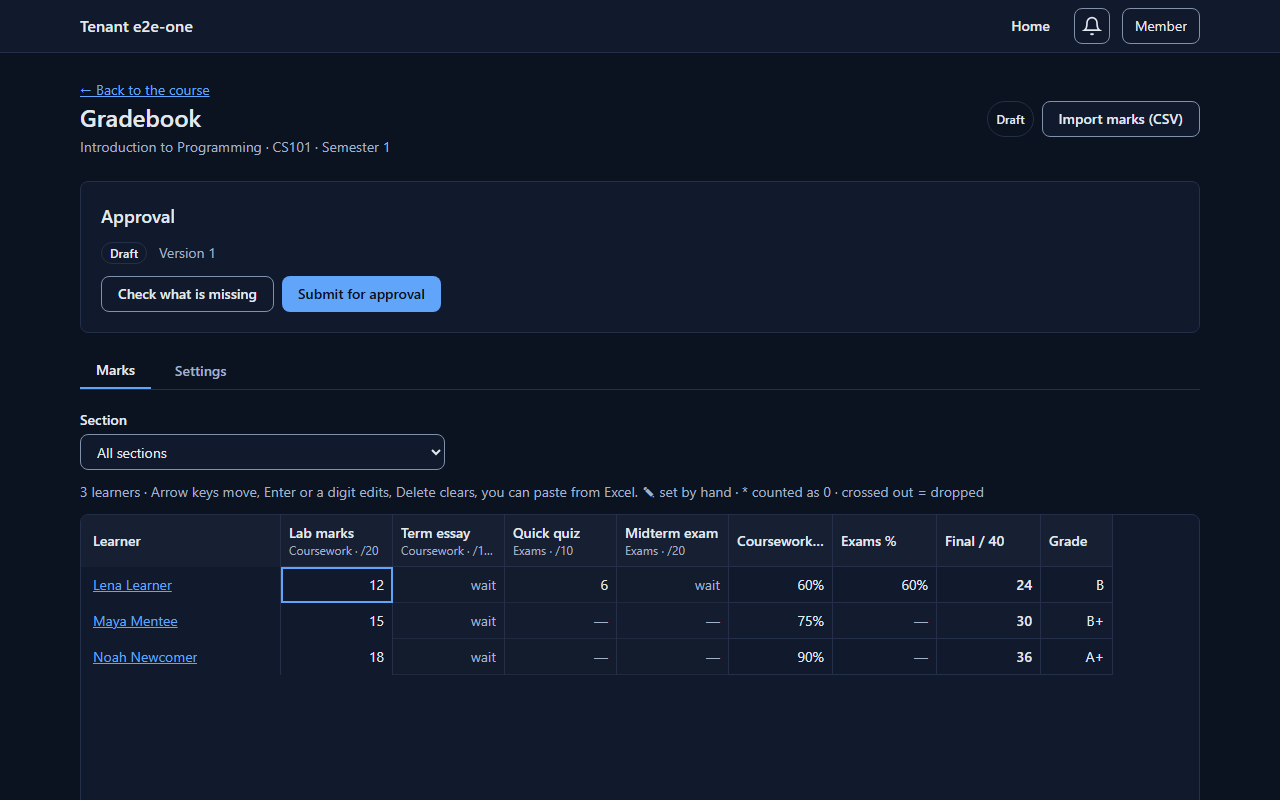 Tenant e2e-one
Home
Member
← Back to the course
Gradebook
Introduction to Programming · CS101 · Semester 1
Draft
Import marks (CSV)
Approval
Draft
Version 1
Check what is missing
Submit for approval
Marks
Settings
Section
All sections
3 learners · Arrow keys move, Enter or a digit edits, Delete clears, you can paste from Excel. ✎ set by hand · * counted as 0 · crossed out = dropped
Learner
Lab marks
Coursework · /20
Term essay
Coursework · /1...
Quick quiz
Exams · /10
Midterm exam
Exams · /20
Coursework...
Exams %
Final / 40
Grade
Lena Learner 12 wait 6 wait 60% 60% 24 B
Maya Mentee 15 wait — — 75% — 30 B+
Noah Newcomer 18 wait — — 90% — 36 A+